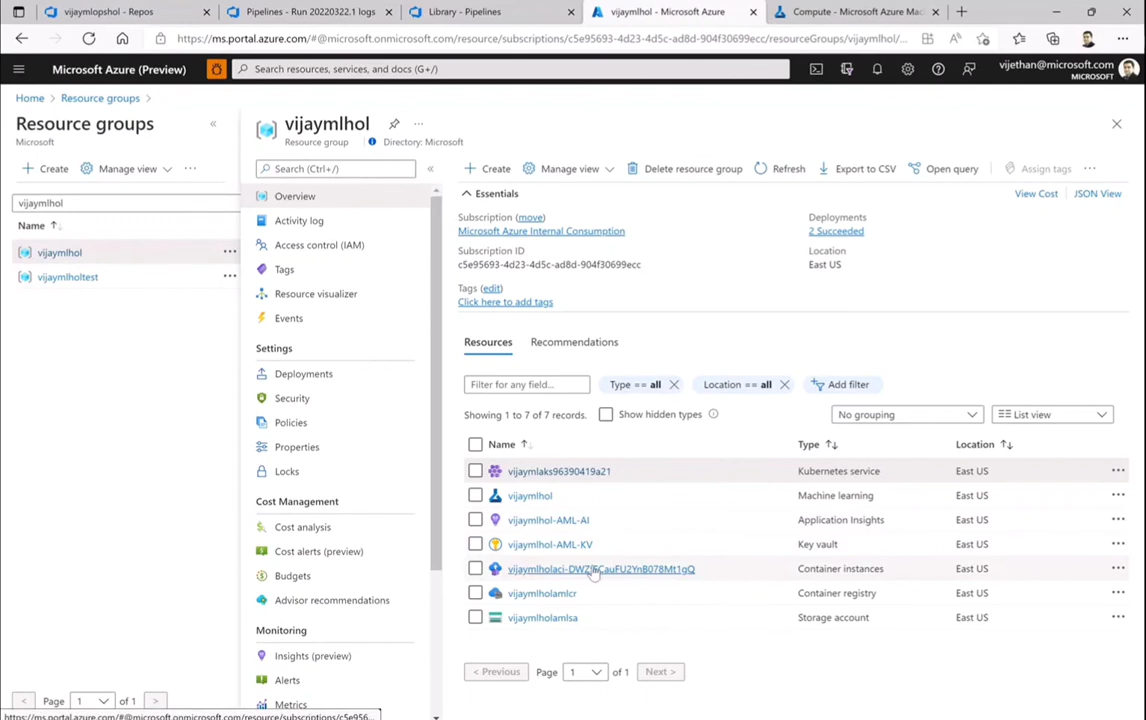 vijaymlopshol - Repos
Pipelines - Run 20220322.1 logs
Library - Pipelines
vijaymlhol - Microsoft Azure
Compute - Microsoft Azure Mac
https://ms.portal.azure.com/#@microsoft.onmicrosoft.com/resource/subscriptions/c5e95693-4d23-4d5c-ad8d-904f30699ecc/resourceGroups/vijaymlhol/...
Microsoft Azure (Preview)
Search resources, services, and docs (G+/)
vijethan@microsoft.com
MICROSOFT
Home > Resource groups >
Resource groups
Microsoft
+ Create
Manage view
vijaymlhol
Name ↑
vijaymlhol
vijaymlholtest
< Page 1 of 1 >
vijaymlhol
Resource group
Directory: Microsoft
Search (Ctrl+/)
Overview
Activity log
Access control (IAM)
Tags
Resource visualizer
Events
Settings
Deployments
Security
Policies
Properties
Locks
Cost Management
Cost analysis
Cost alerts (preview)
Budgets
Advisor recommendations
Monitoring
Insights (preview)
Alerts
Metrics
+ Create
Manage view
Delete resource group
Refresh
Export to CSV
Open query
Assign tags
Essentials
View Cost
JSON View
Subscription (move)
Microsoft Azure Internal Consumption
Subscription ID
c5e95693-4d23-4d5c-ad8d-904f30699ecc
Tags (edit)
Click here to add tags
Deployments
2 Succeeded
Location
East US
Resources
Recommendations
Filter for any field...
Type == all
Location == all
Add filter
Showing 1 to 7 of 7 records.
Show hidden types
No grouping
List view
Name ↑↓ Type ↑↓ Location ↑↓
vijaymlaks96390419a21 Kubernetes service East US
vijaymlhol Machine learning East US
vijaymlhol-AML-AI Application Insights East US
vijaymlhol-AML-KV Key vault East US
Container instances East US
vijaymlholamlcr Container registry East US
vijaymlholamlsa Storage account East US
< Previous Page 1 of 1 Next >
https://ms.portal.azure.com/#@microsoft.onmicrosoft.com/resource/subscriptions/c5e956...